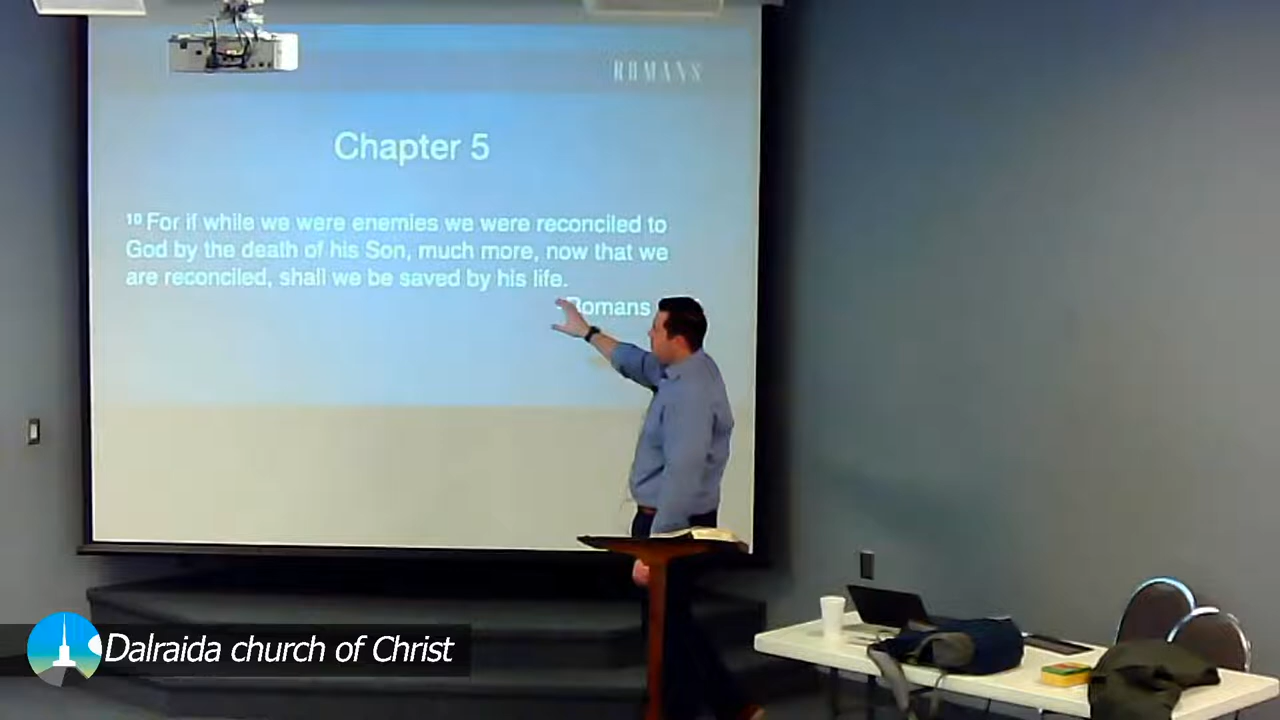 ROMANS
Chapter 5
10 For if while we were enemies we were reconciled to
God by the death of his Son, much more, now that we
are reconciled, shall we be saved by his life.
-Romans
Dalraida church of Christ